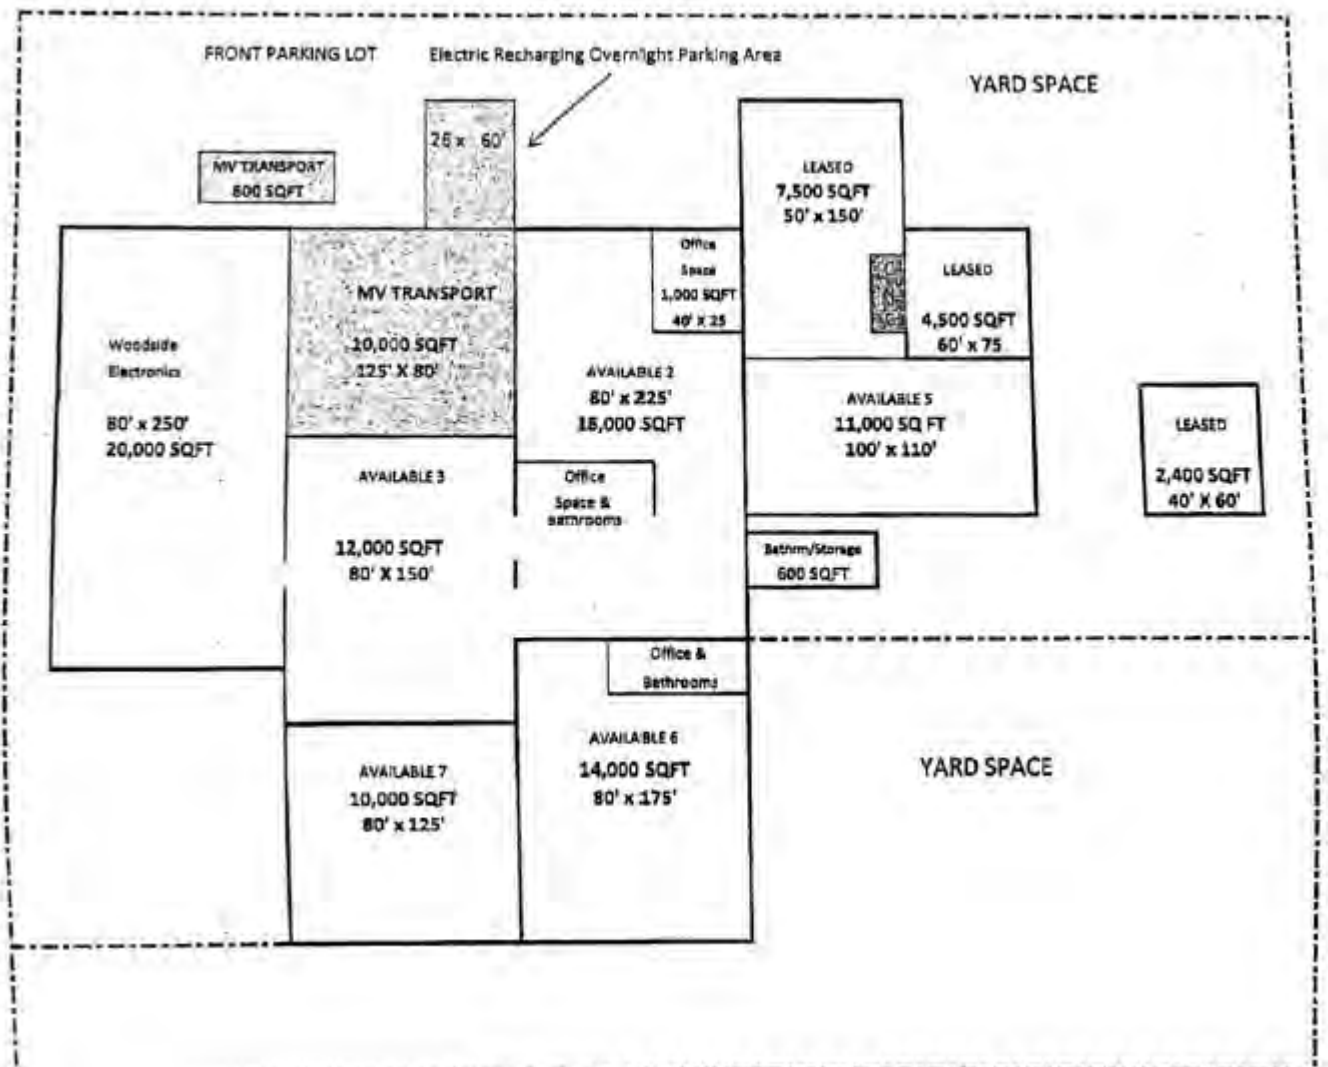 FRONT PARKING LOT
Electric Recharging Overnight Parking Area
YARD SPACE
26 x 60'
MV TRANSPORT
800 SQFT
LEASED
7,500 SQFT
50' x 150'
Office
Space
1,000 SQFT
40' X 25
LEASED
4,500 SQFT
60' x 75
MV TRANSPORT
10,000 SQFT
125' X 80'
Woodside
Electronics
80' x 250'
20,000 SQFT
AVAILABLE 2
80' x 225'
18,000 SQFT
AVAILABLE 5
11,000 SQ FT
100' x 110'
LEASED
2,400 SQFT
40' X 60'
AVAILABLE 3
12,000 SQFT
80' X 150'
Office
Space &
Bathrooms
Bathrm/Storage
600 SQFT
Office &
Bathrooms
AVAILABLE 6
14,000 SQFT
80' x 175'
AVAILABLE 7
10,000 SQFT
80' x 125'
YARD SPACE